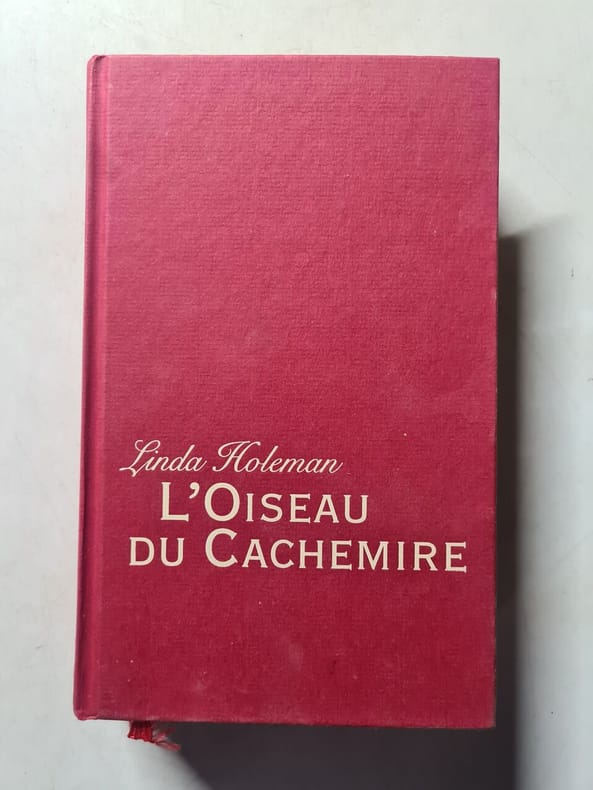 Linda Holeman
L'OISEAU
DU CACHEMIRE